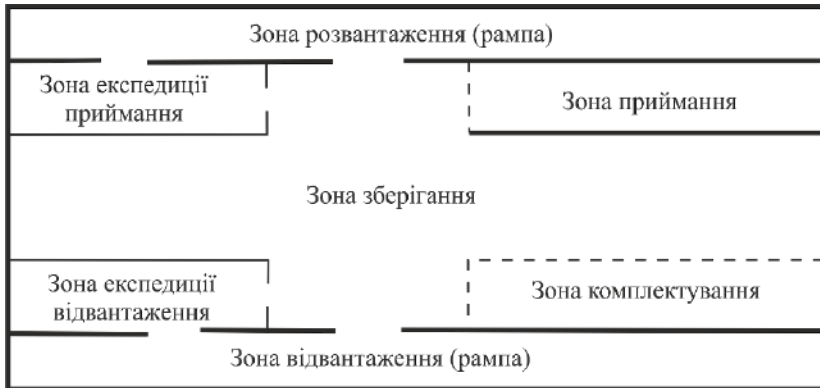 Зона розвантаження (рампа)
Зона експедиції
приймання
Зона приймання
Зона зберігання
Зона експедиції
відвантаження
Зона комплектування
Зона відвантаження (рампа)